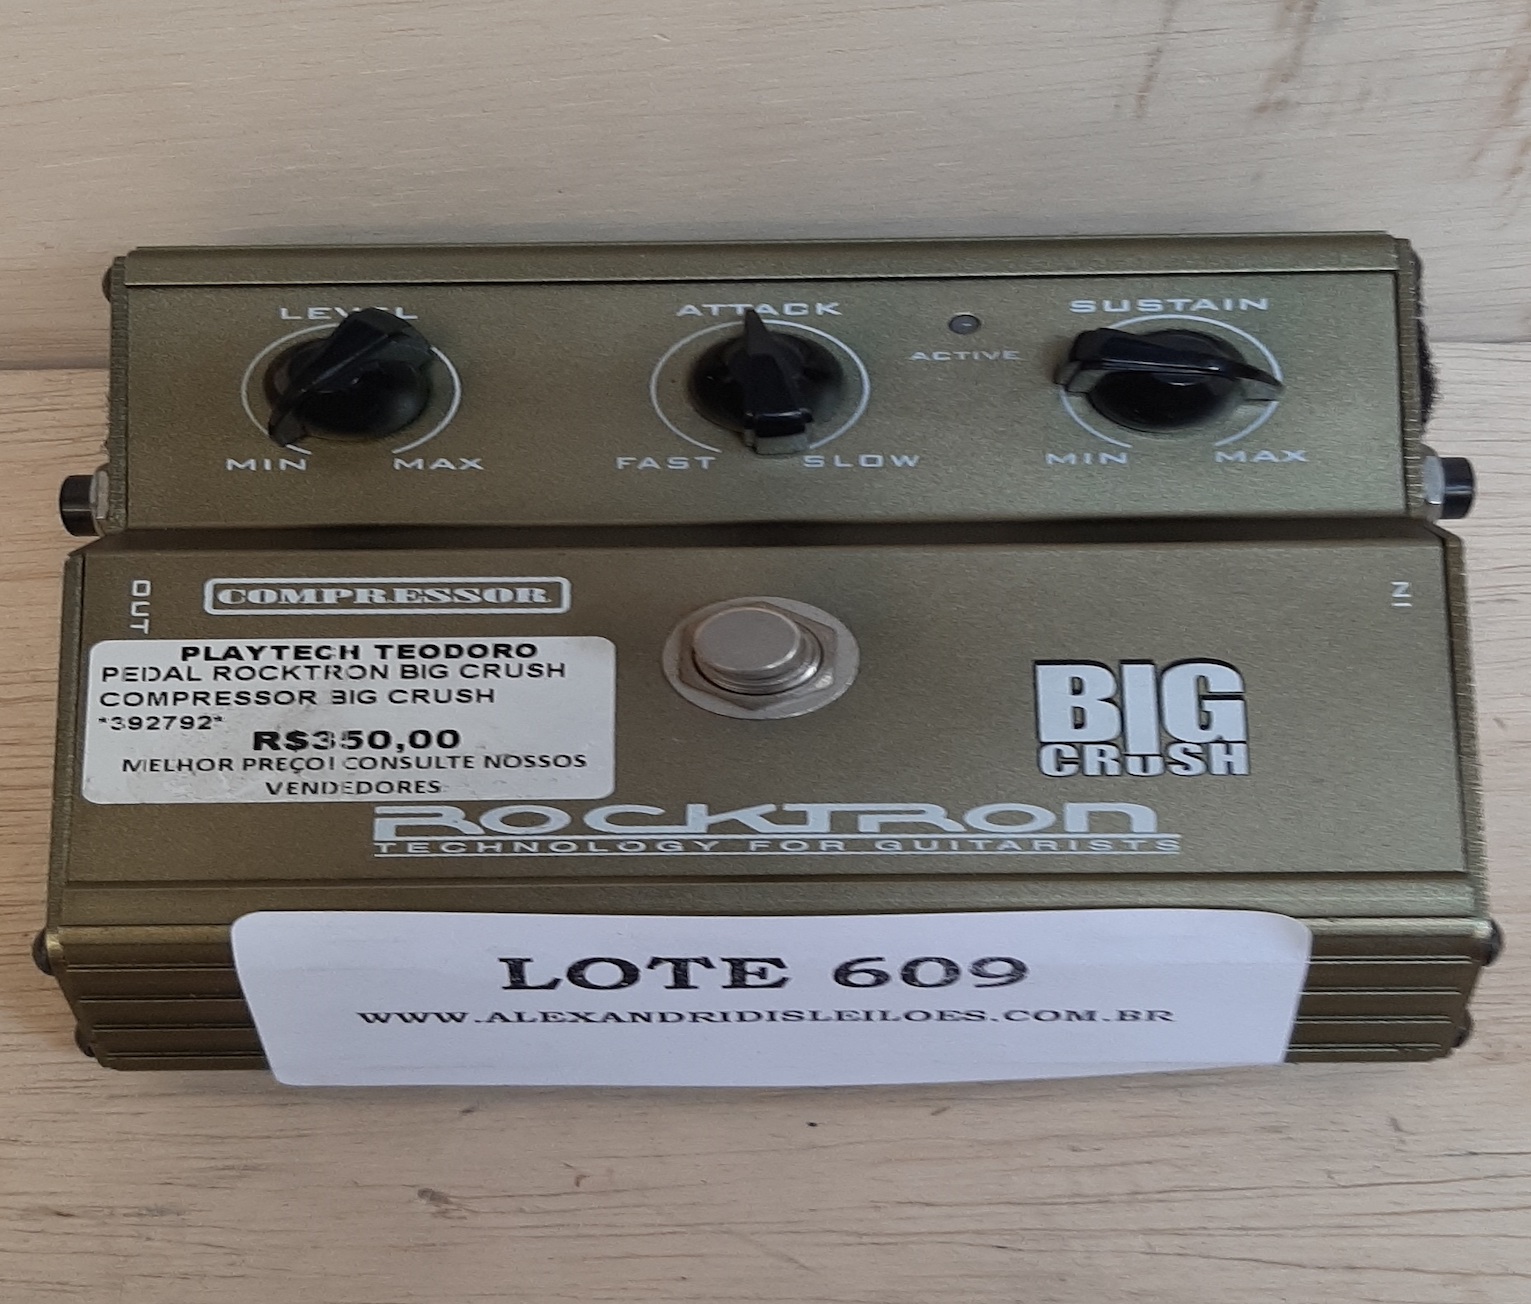 LEVEL
ATTACK
SUSTAIN
ACTIVE
MIN MAX
FAST SLOW
MIN MAX
OUT
COMPRESSOR
IN
PLAYTECH TEODORO
PEDAL ROCKTRON BIG CRUSH
COMPRESSOR BIG CRUSH
*392792*
R$350,00
MELHOR PREÇO! CONSULTE NOSSOS
VENDEDORES
BIG
CRUSH
ROCKTRON
TECHNOLOGY FOR GUITARISTS
LOTE 609
WWW.ALEXANDRIDISLEILOES.COM.BR